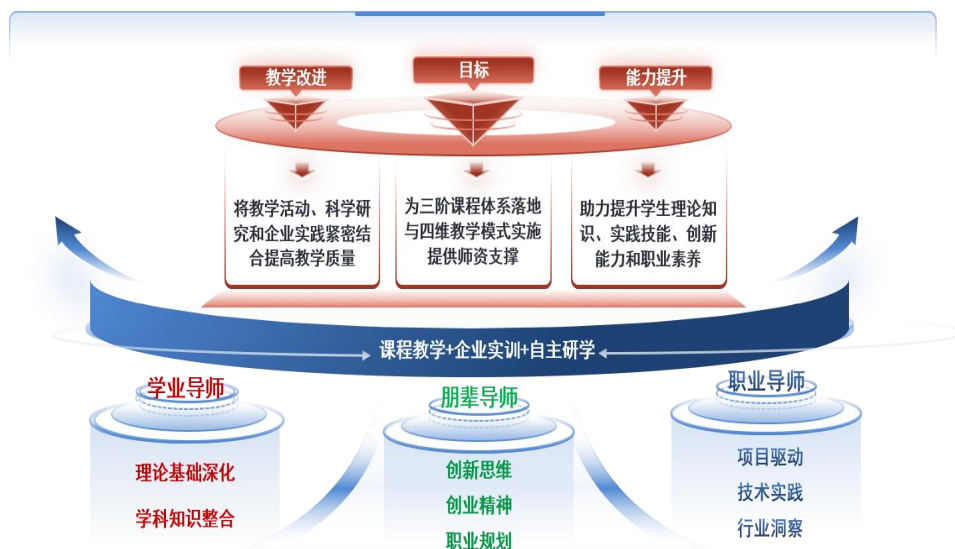 教学改进
目标
能力提升
将教学活动、科学研
究和企业实践紧密结
合提高教学质量
为三阶课程体系落地
与四维教学模式实施
提供师资支撑
助力提升学生理论知
识、实践技能、创新
能力和职业素养
课程教学+企业实训+自主研学
学业导师
理论基础深化
学科知识整合
朋辈导师
创新思维
创业精神
职业规划
职业导师
项目驱动
技术实践
行业洞察